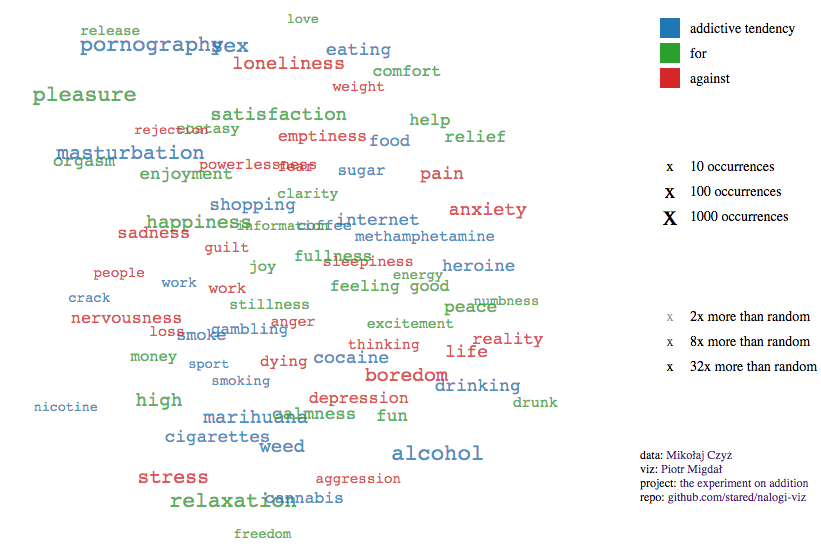 love
release
pornography sex
eating
loneliness
comfort
weight
pleasure
satisfaction
help
rejection ecstasy
emptiness food relief
masturbation
orgasm
powerlessness fear
enjoyment
sugar
pain
clarity
shopping
anxiety
happiness
information coffee
internet
sadness
methamphetamine
guilt
fullness
sleepiness
joy
heroine
people
energy
work
work
feeling good
crack
stillness
peace
numbness
nervousness
anger
excitement
loss
smoke
gambling
reality
thinking
life
money
sport
dying
cocaine
boredom
smoking
drinking
high
depression
drunk
nicotine
marihuana
calmness
fun
cigarettes
weed
alcohol
stress
aggression
relaxation
cannabis
freedom
addictive tendency
for
against
x 10 occurrences
x 100 occurrences
X 1000 occurrences
x 2x more than random
x 8x more than random
x 32x more than random
data: Mikołaj Czyż
viz: Piotr Migdał
project: the experiment on addition
repo: github.com/stared/nalogi-viz